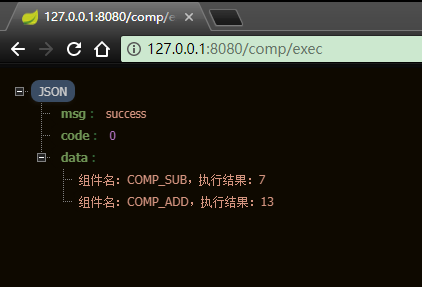 127.0.0.1:8080/comp/e
127.0.0.1:8080/comp/exec
JSON
msg : success
code : 0
data :
组件名：COMP_SUB，执行结果：7
组件名：COMP_ADD，执行结果：13